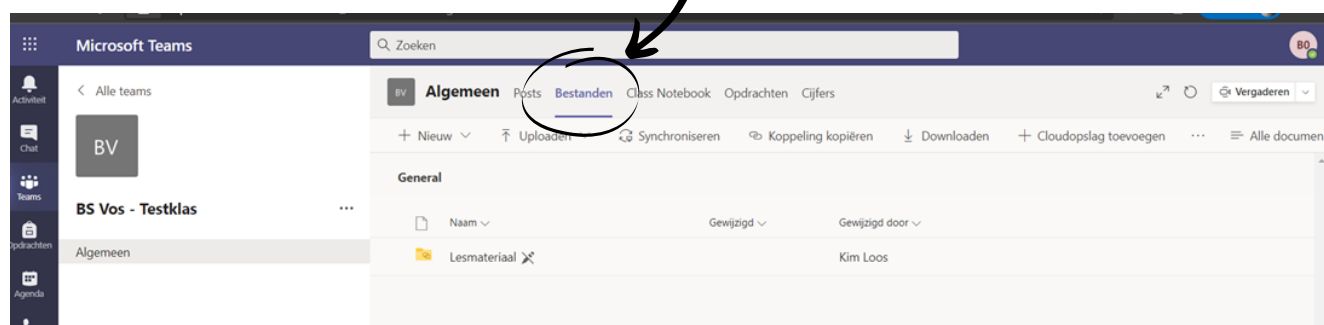 Microsoft Teams
Zoeken
BO
Activiteit
Chat
Teams
Opdrachten
Agenda
Alle teams
BV
BS Vos - Testklas
...
Algemeen
BV Algemeen Posts Bestanden Class Notebook Opdrachten Cijfers Vergaderen
Nieuw Uploaden Synchroniseren Koppeling kopiëren Downloaden Cloudopslag toevoegen ... Alle documen
General
Naam Gewijzigd Gewijzigd door
Lesmateriaal Kim Loos